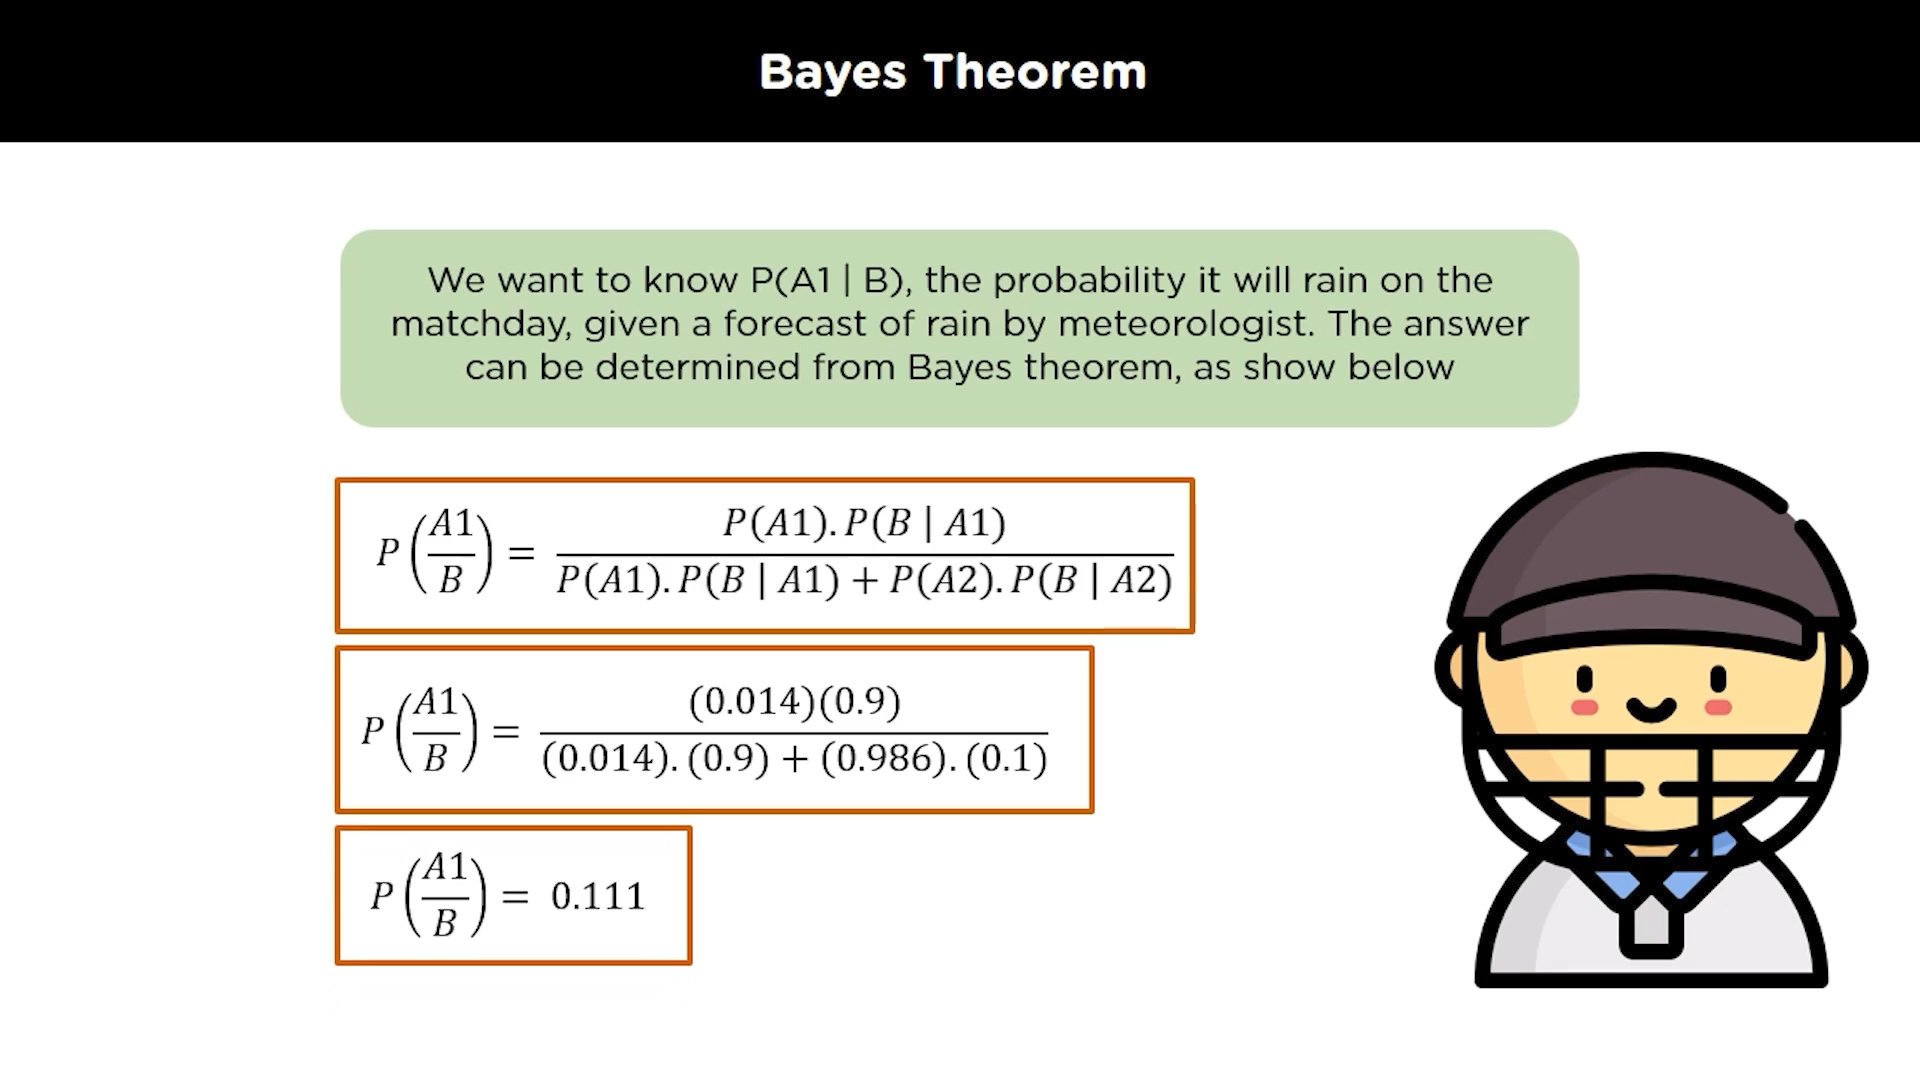 Bayes Theorem
We want to know P(A1 | B), the probability it will rain on the
matchday, given a forecast of rain by meteorologist. The answer
can be determined from Bayes theorem, as show below
P(A1/B) = P(A1). P(B | A1) / P(A1). P(B | A1) + P(A2). P(B | A2)
P(A1/B) = (0.014)(0.9) / (0.014). (0.9) + (0.986). (0.1)
P(A1/B) = 0.111